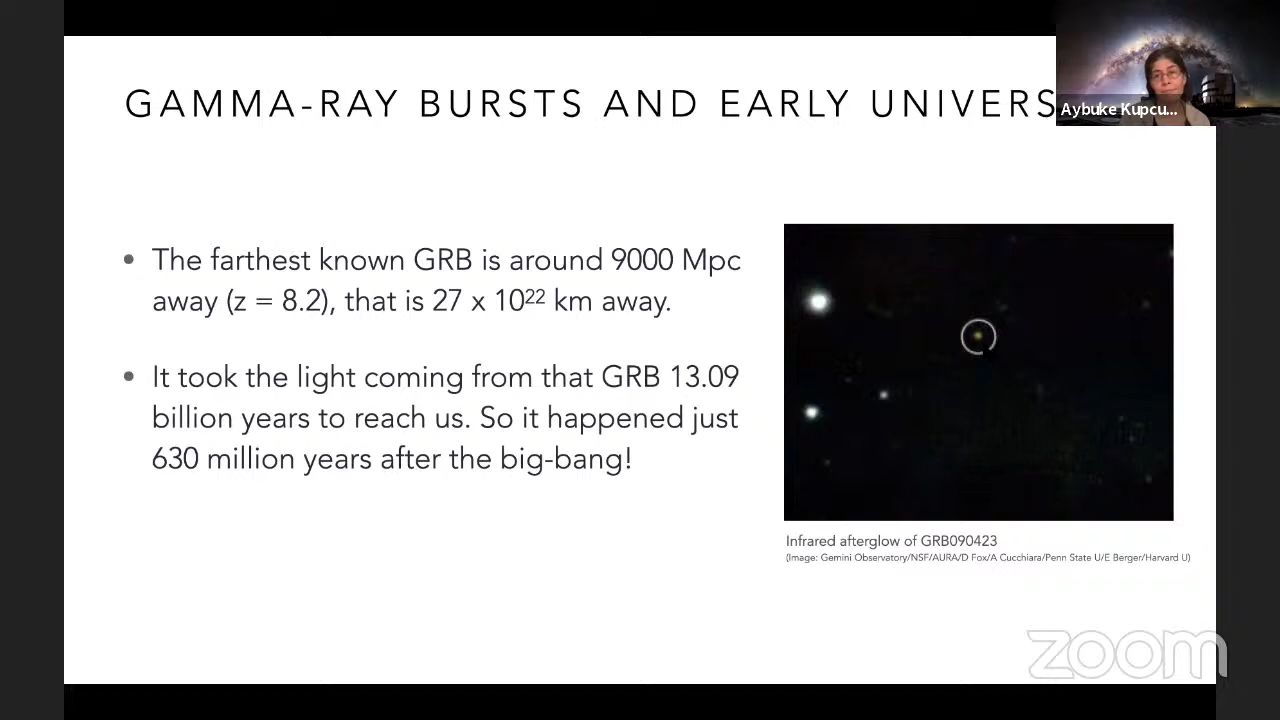 GAMMA-RAY BURSTS AND EARLY UNIVERS
Aybuke Kupcu...
• The farthest known GRB is around 9000 Mpc
away (z = 8.2), that is 27 x 10²² km away.
• It took the light coming from that GRB 13.09
billion years to reach us. So it happened just
630 million years after the big-bang!
Infrared afterglow of GRB090423
(Image: Gemini Observatory/NSF/AURA/D Fox/A Cucchiara/Penn State U/E Berger/Harvard U)
zoom